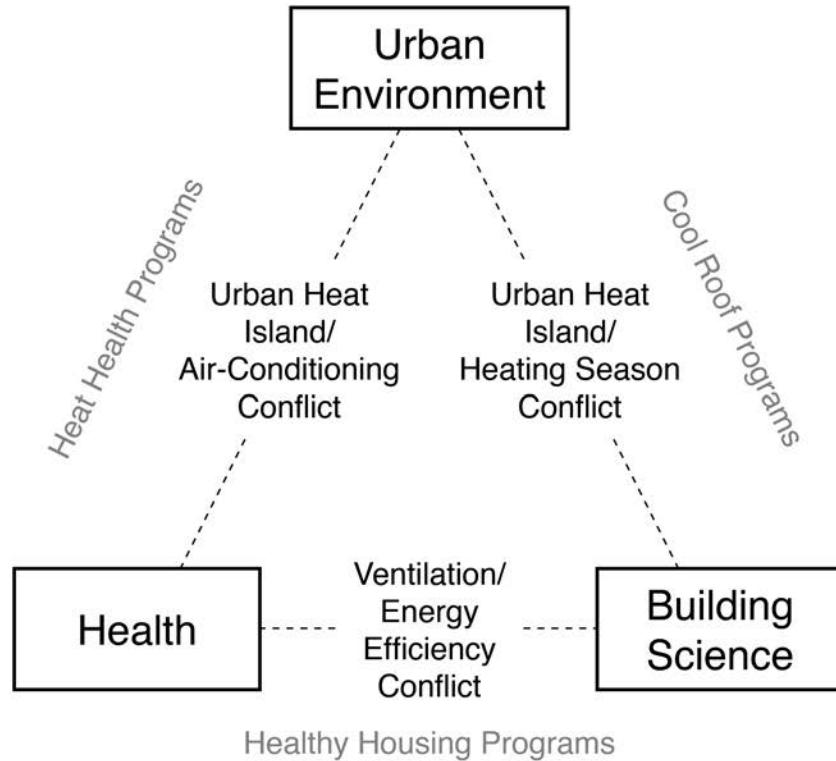 Urban
Environment
Heat Health Programs
Cool Roof Programs
Urban Heat
Island/
Air-Conditioning
Conflict
Urban Heat
Island/
Heating Season
Conflict
Health
Ventilation/
Energy
Efficiency
Conflict
Building
Science
Healthy Housing Programs